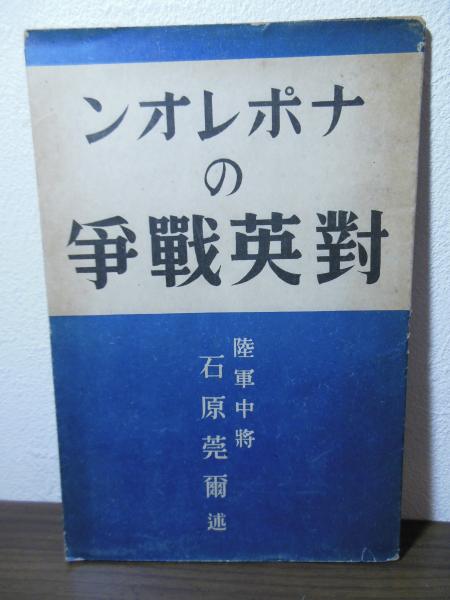 ナポレオン
の
對英戰爭
陸軍中將
石原莞爾述